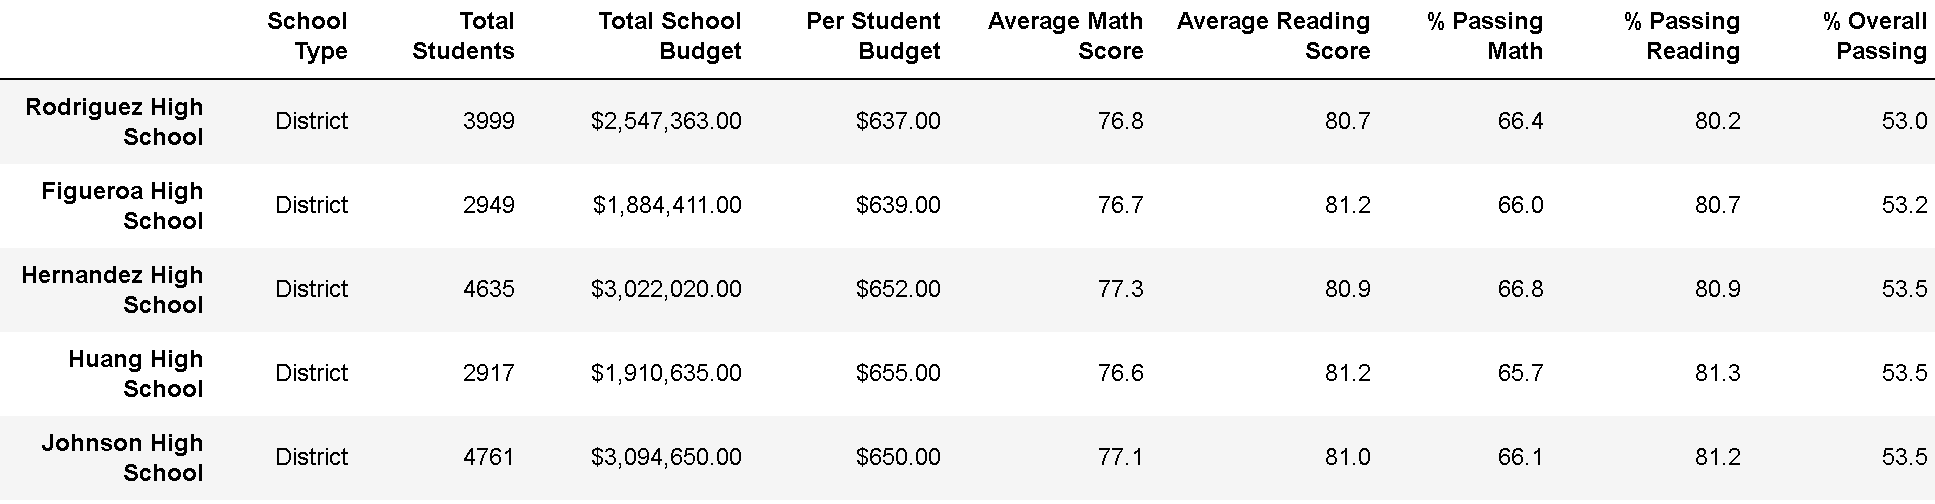 School Total Total School Per Student Average Math Average Reading % Passing % Passing % Overall
Type Students Budget Budget Score Score Math Reading Passing
Rodriguez High
School District 3999 $2,547,363.00 $637.00 76.8 80.7 66.4 80.2 53.0
Figueroa High
School District 2949 $1,884,411.00 $639.00 76.7 81.2 66.0 80.7 53.2
Hernandez High
School District 4635 $3,022,020.00 $652.00 77.3 80.9 66.8 80.9 53.5
Huang High
School District 2917 $1,910,635.00 $655.00 76.6 81.2 65.7 81.3 53.5
Johnson High
School District 4761 $3,094,650.00 $650.00 77.1 81.0 66.1 81.2 53.5